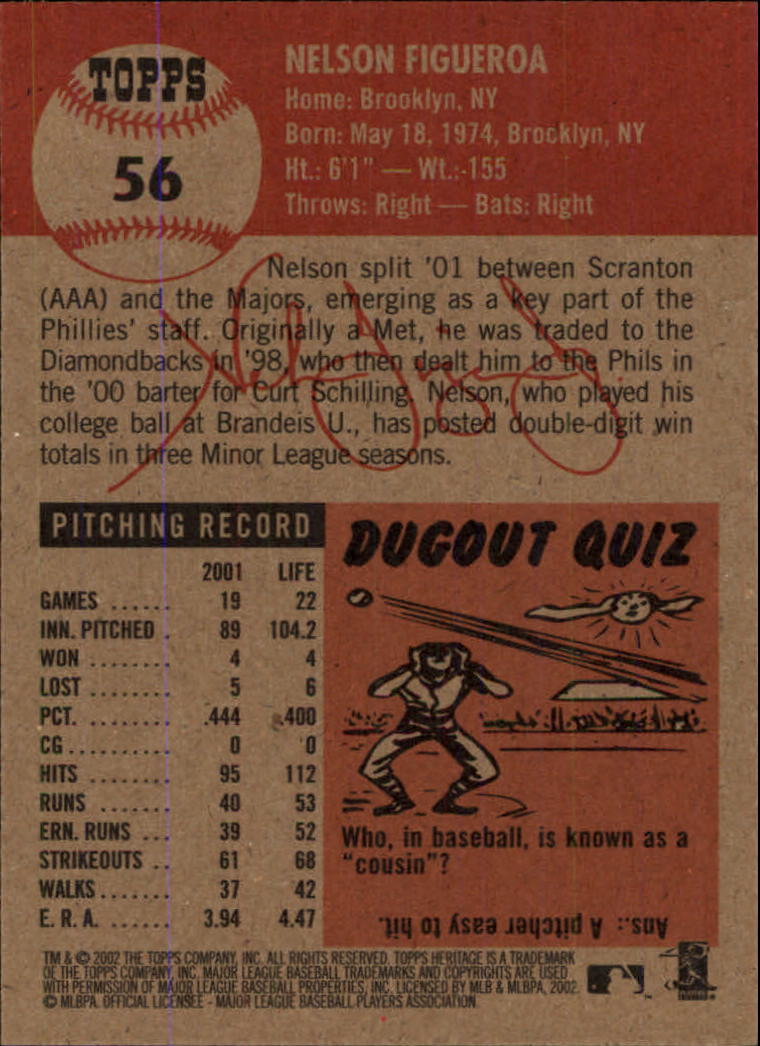 TOPPS
56
NELSON FIGUEROA
Home: Brooklyn, NY
Born: May 18, 1974, Brooklyn, NY
Ht.: 6'1" — Wt.: 155
Throws: Right — Bats: Right
Nelson split '01 between Scranton
(AAA) and the Majors, emerging as a key part of the
Phillies' staff. Originally a Met, he was traded to the
Diamondbacks in '98, who then dealt him to the Phils in
the '00 barter for Curt Schilling. Nelson, who played his
college ball at Brandeis U., has posted double-digit win
totals in three Minor League seasons.
PITCHING RECORD
2001 LIFE
GAMES ...... 19 22
INN. PITCHED . 89 104.2
WON ........ 4 4
LOST ........ 5 6
PCT. ........ .444 .400
CG .......... 0 0
HITS ........ 95 112
RUNS ....... 40 53
ERN. RUNS ... 39 52
STRIKEOUTS .. 61 68
WALKS ....... 37 42
E. R. A. ...... 3.94 4.47
DUGOUT QUIZ
Who, in baseball, is known as a
"cousin"?
Ans.: A pitcher easy to hit.
TM & © 2002 THE TOPPS COMPANY, INC. ALL RIGHTS RESERVED. TOPPS HERITAGE IS A TRADEMARK
OF THE TOPPS COMPANY, INC. MAJOR LEAGUE BASEBALL TRADEMARKS AND COPYRIGHTS ARE USED
WITH PERMISSION OF MAJOR LEAGUE BASEBALL PROPERTIES, INC. LICENSED BY MLB & MLBPA, 2002.
© MLBPA. OFFICIAL LICENSEE - MAJOR LEAGUE BASEBALL PLAYERS ASSOCIATION.